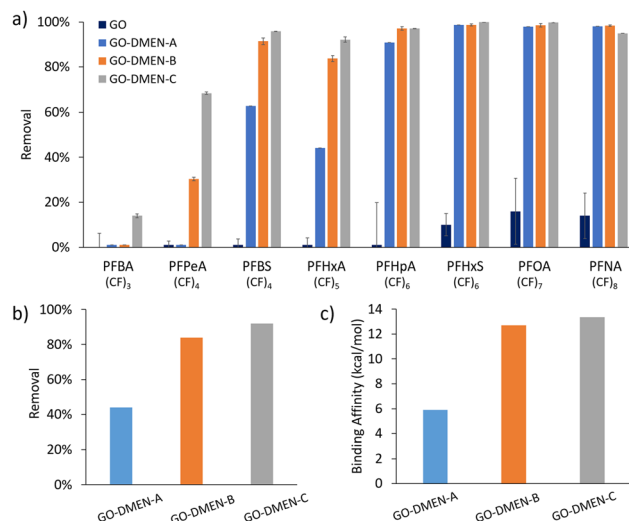 a)
100%
80%
60%
40%
20%
0%
Removal
GO
GO-DMEN-A
GO-DMEN-B
GO-DMEN-C
PFBA PFPeA PFBS PFHxA PFHpA PFHxS PFOA PFNA
(CF)3 (CF)4 (CF)4 (CF)5 (CF)6 (CF)6 (CF)7 (CF)8
b)
100%
80%
60%
40%
20%
0%
Removal
GO-DMEN-A GO-DMEN-B GO-DMEN-C
c)
14
12
10
8
6
4
2
0
Binding Affinity (kcal/mol)
GO-DMEN-A GO-DMEN-B GO-DMEN-C